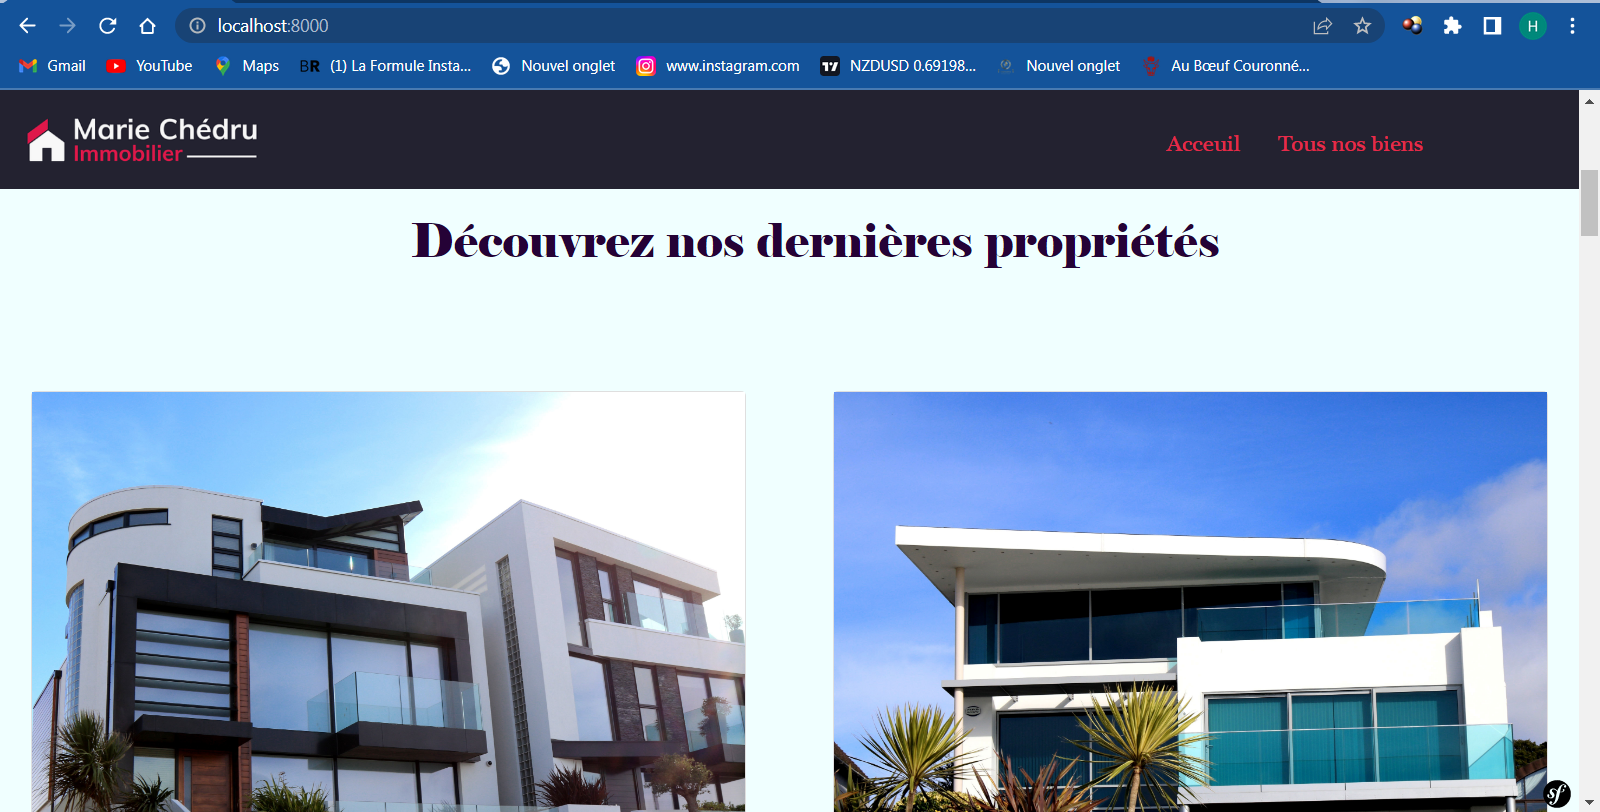 localhost:8000
H
Gmail
YouTube
Maps
BR
(1) La Formule Insta...
Nouvel onglet
www.instagram.com
NZDUSD 0.69198...
Nouvel onglet
Au Bœuf Couronné...
Marie Chédru
Immobilier
Acceuil
Tous nos biens
Découvrez nos dernières propriétés
sf